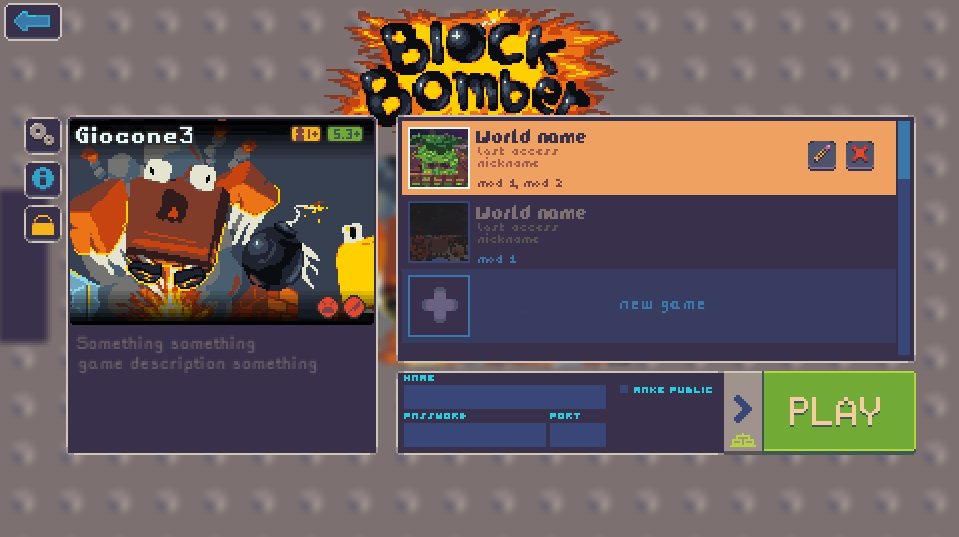 Block
Bomber
Giocone3
5.3+
World name
last access
nickname
mod 1, mod 2
World name
last access
nickname
mod 1
new game
Something something
game description something
NAME
MAKE PUBLIC
PASSWORD
PORT
PLAY